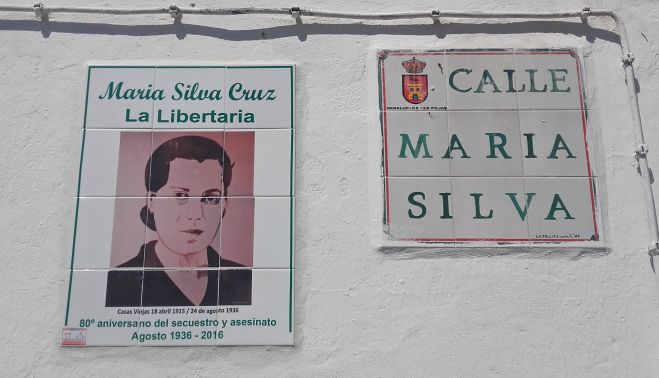 Maria Silva Cruz
La Libertaria
Casas Viejas 18 abril 1915 / 24 de agosto 1936
80º aniversario del secuestro y asesinato
Agosto 1936 - 2016
CALLE
MARIA
SILVA